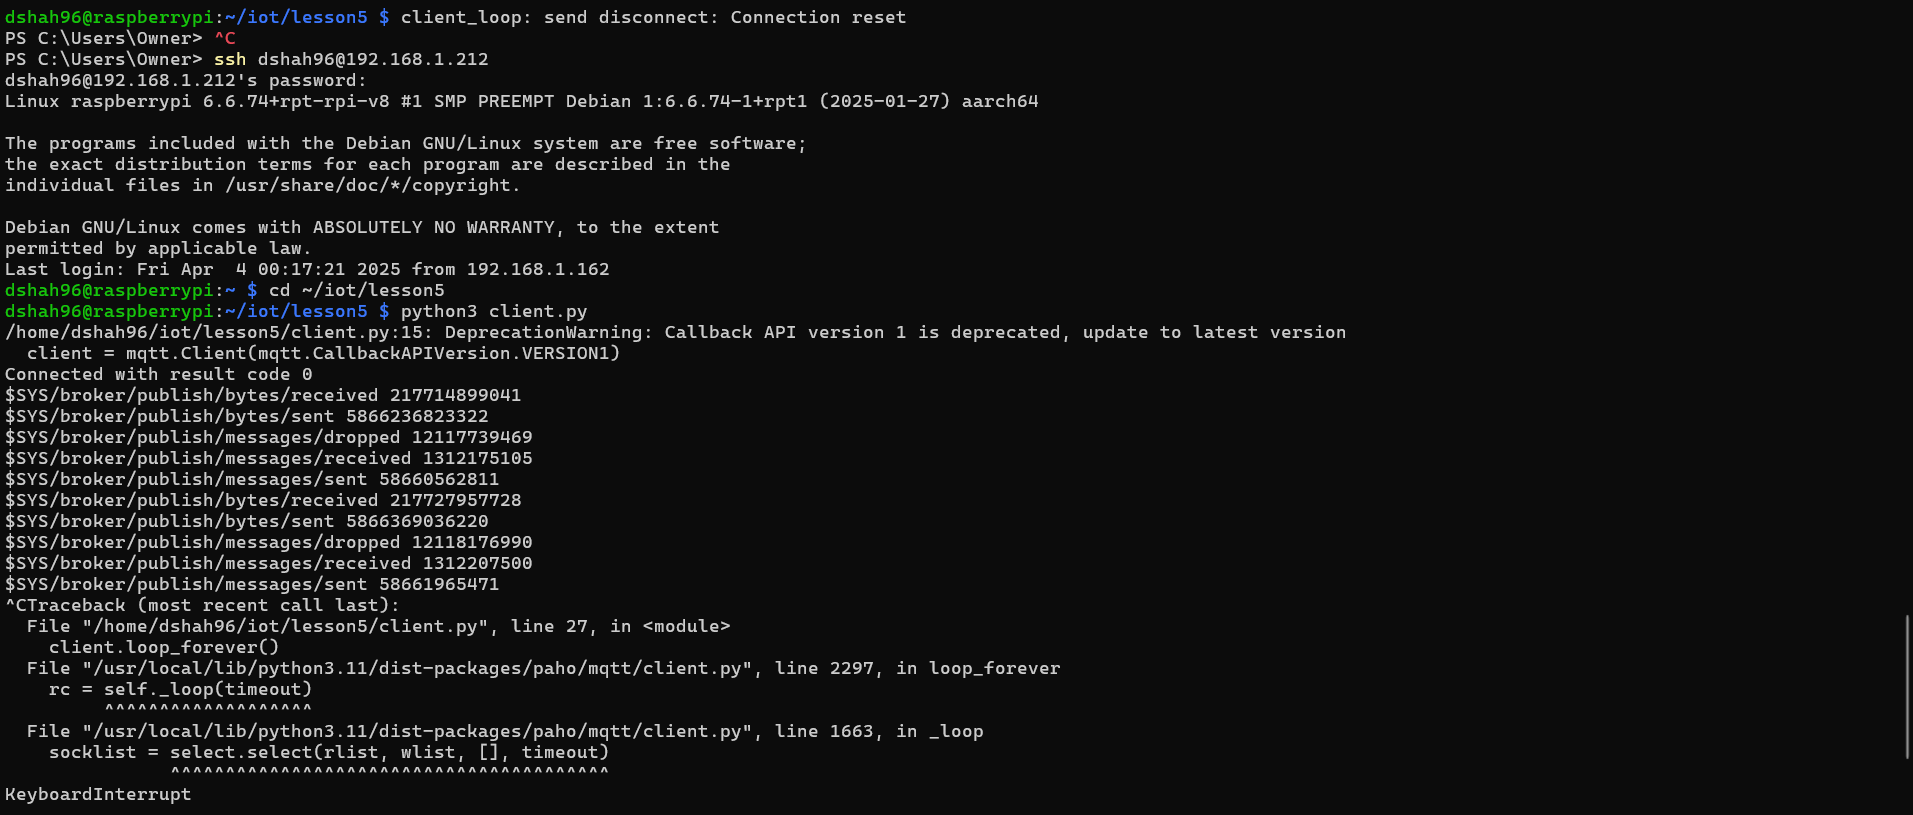 dshah96@raspberrypi:~/iot/lesson5 $ client_loop: send disconnect: Connection reset
PS C:\Users\Owner> ^C
PS C:\Users\Owner> ssh dshah96@192.168.1.212
dshah96@192.168.1.212's password:
Linux raspberrypi 6.6.74+rpt-rpi-v8 #1 SMP PREEMPT Debian 1:6.6.74-1+rpt1 (2025-01-27) aarch64

The programs included with the Debian GNU/Linux system are free software;
the exact distribution terms for each program are described in the
individual files in /usr/share/doc/*/copyright.

Debian GNU/Linux comes with ABSOLUTELY NO WARRANTY, to the extent
permitted by applicable law.
Last login: Fri Apr  4 00:17:21 2025 from 192.168.1.162
dshah96@raspberrypi:~ $ cd ~/iot/lesson5
dshah96@raspberrypi:~/iot/lesson5 $ python3 client.py
/home/dshah96/iot/lesson5/client.py:15: DeprecationWarning: Callback API version 1 is deprecated, update to latest version
  client = mqtt.Client(mqtt.CallbackAPIVersion.VERSION1)
Connected with result code 0
$SYS/broker/publish/bytes/received 217714899041
$SYS/broker/publish/bytes/sent 5866236823322
$SYS/broker/publish/messages/dropped 12117739469
$SYS/broker/publish/messages/received 1312175105
$SYS/broker/publish/messages/sent 58660562811
$SYS/broker/publish/bytes/received 217727957728
$SYS/broker/publish/bytes/sent 5866369036220
$SYS/broker/publish/messages/dropped 12118176990
$SYS/broker/publish/messages/received 1312207500
$SYS/broker/publish/messages/sent 58661965471
^CTraceback (most recent call last):
  File "/home/dshah96/iot/lesson5/client.py", line 27, in <module>
    client.loop_forever()
  File "/usr/local/lib/python3.11/dist-packages/paho/mqtt/client.py", line 2297, in loop_forever
    rc = self._loop(timeout)
         ^^^^^^^^^^^^^^^^^^^
  File "/usr/local/lib/python3.11/dist-packages/paho/mqtt/client.py", line 1663, in _loop
    socklist = select.select(rlist, wlist, [], timeout)
               ^^^^^^^^^^^^^^^^^^^^^^^^^^^^^^^^^^^^^^^^
KeyboardInterrupt